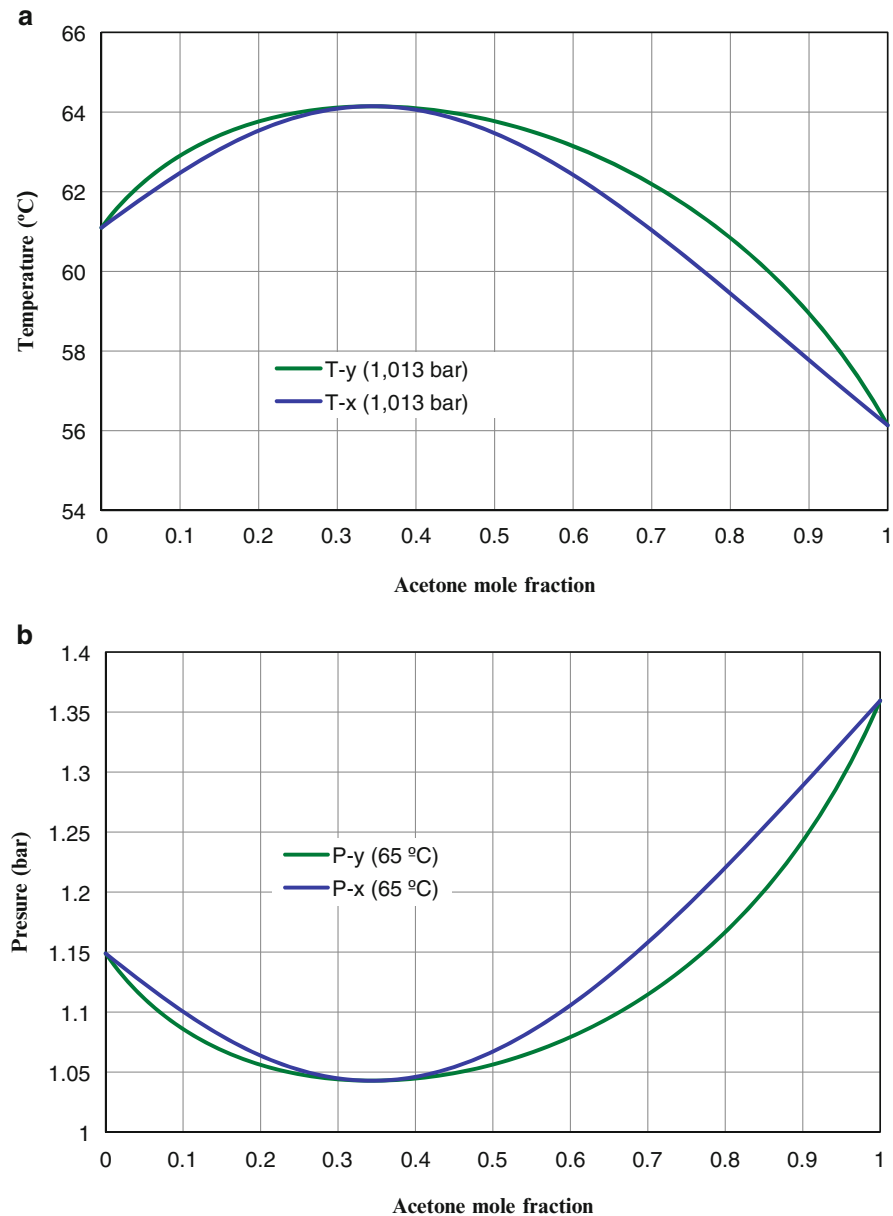 a
66
64
62
60
58
56
54
Temperature (ºC)
T-y (1,013 bar)
T-x (1,013 bar)
0 0.1 0.2 0.3 0.4 0.5 0.6 0.7 0.8 0.9 1
Acetone mole fraction
b
1.4
1.35
1.3
1.25
1.2
1.15
1.1
1.05
1
Presure (bar)
P-y (65 ºC)
P-x (65 ºC)
0 0.1 0.2 0.3 0.4 0.5 0.6 0.7 0.8 0.9 1
Acetone mole fraction